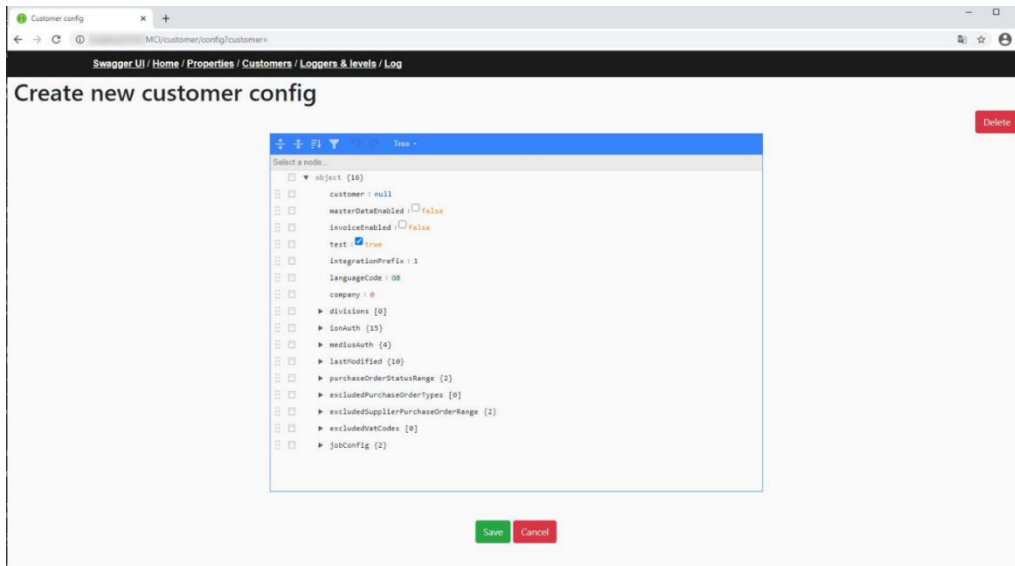 Customer config
MCI/customer/config?customer=
Swagger UI / Home / Properties / Customers / Loggers & levels / Log
Create new customer config
Delete
Tree
Select a node...
object {16}
customer : null
masterDataEnabled : false
invoiceEnabled : false
test : true
integrationPrefix : 1
languageCode : GB
company : 0
divisions [0]
ionAuth {15}
mediusAuth {4}
lastModified {10}
purchaseOrderStatusRange {2}
excludedPurchaseOrderTypes [0]
excludedSupplierPurchaseOrderRange {2}
excludedVatCodes [0]
jobConfig {2}
Save Cancel